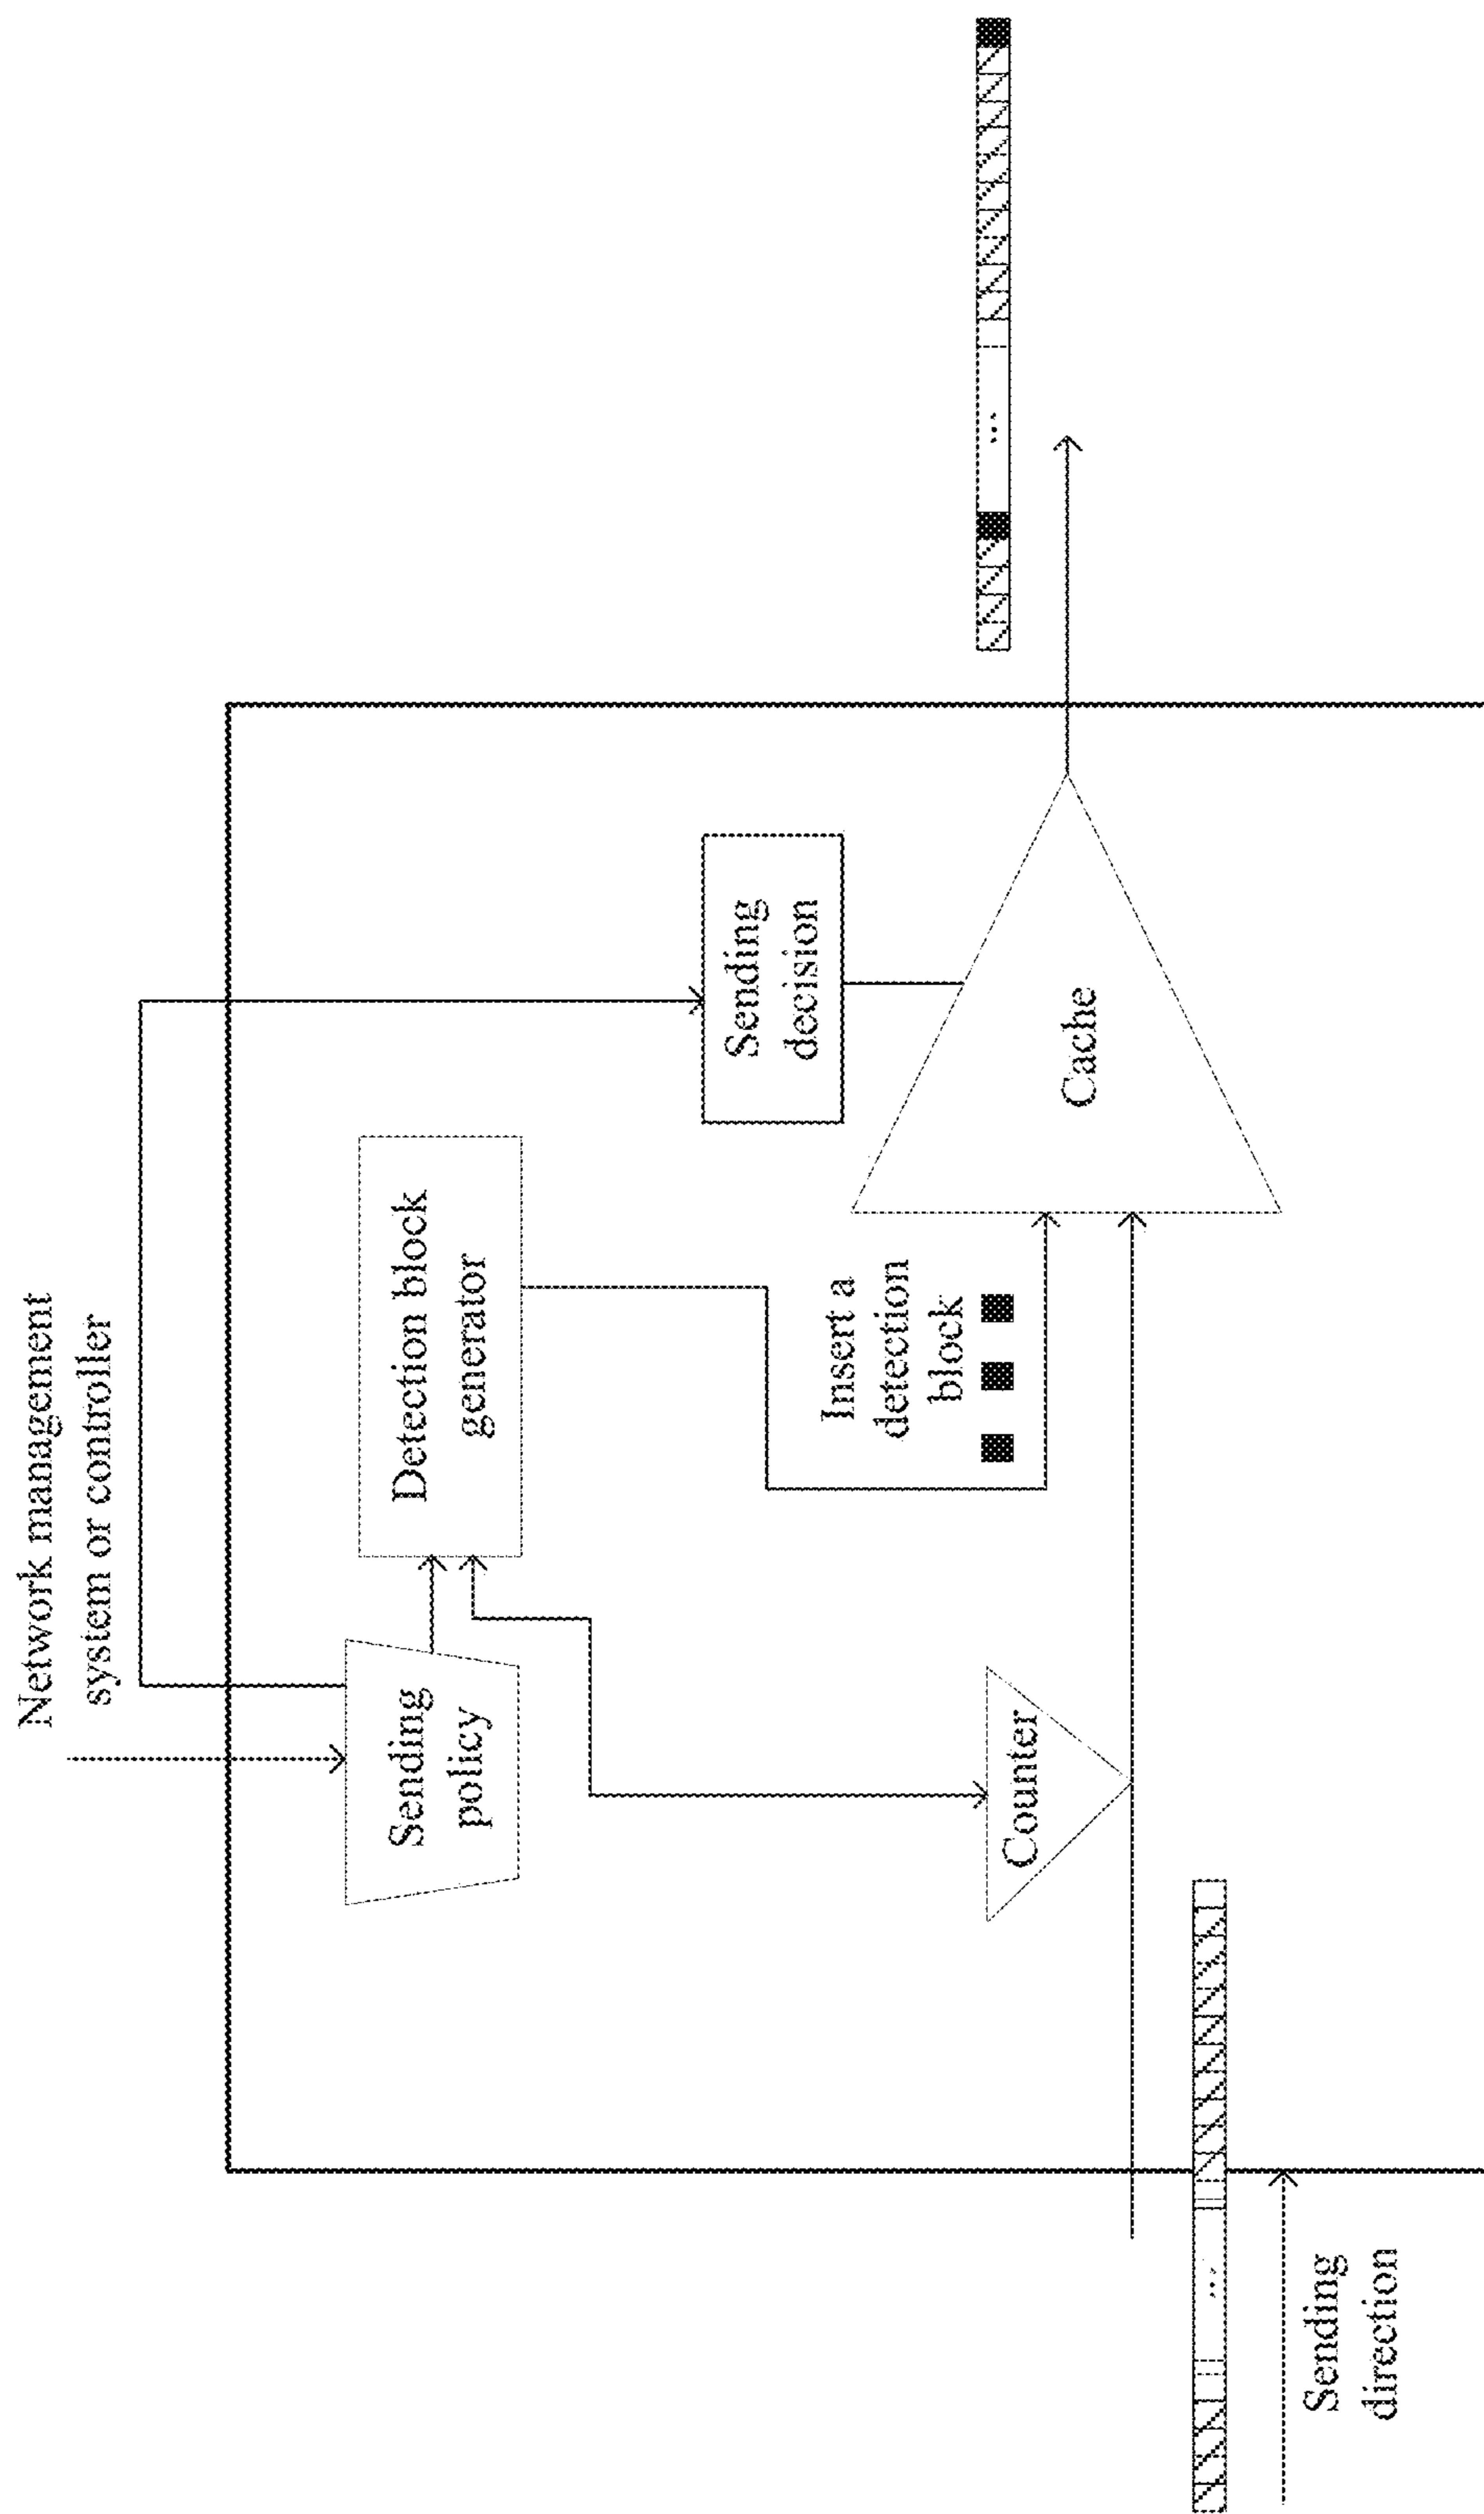 Network management
system or controller
Sending
policy
Detection block
generator
Sending
decision
Insert a
detection
block
Counter
Cache
...
...
Sending
direction